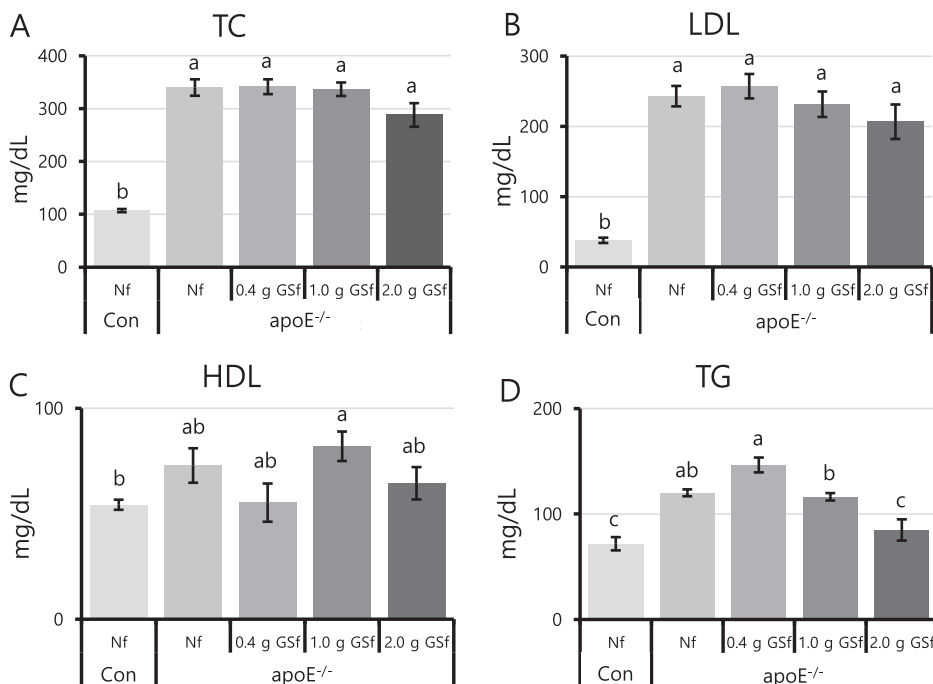 A
TC
mg/dL
400
300
200
100
0
b
a
a
a
a
Nf
Nf
0.4 g GSf
1.0 g GSf
2.0 g GSf
Con
apoE-/-
B
LDL
mg/dL
300
200
100
0
b
a
a
a
a
Nf
Nf
0.4 g GSf
1.0 g GSf
2.0 g GSf
Con
apoE-/-
C
HDL
mg/dL
100
0
b
ab
ab
a
ab
Nf
Nf
0.4 g GSf
1.0 g GSf
2.0 g GSf
Con
apoE-/-
D
TG
mg/dL
200
100
0
c
ab
a
b
c
Nf
Nf
0.4 g GSf
1.0 g GSf
2.0 g GSf
Con
apoE-/-